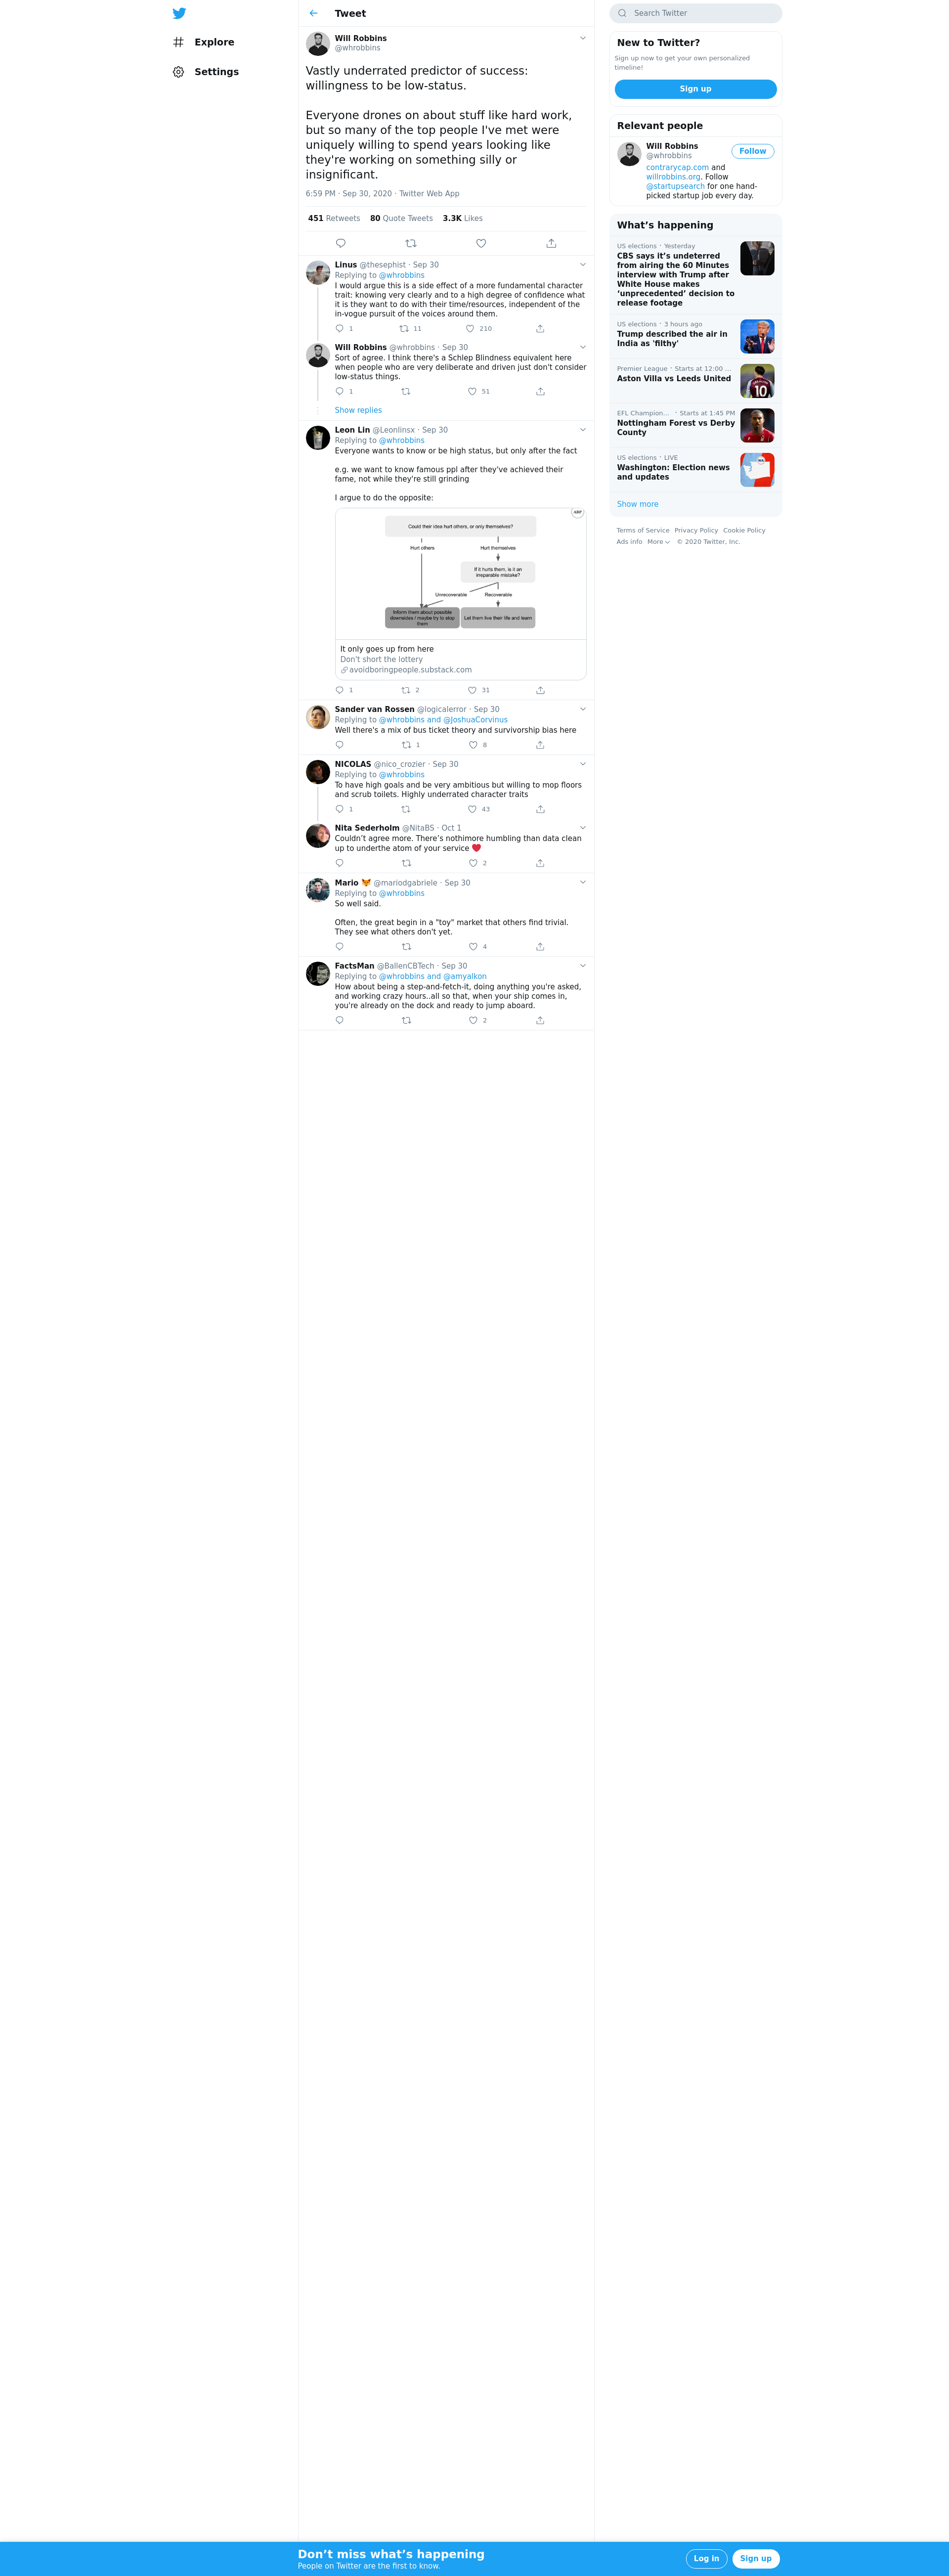 Explore
Settings
Tweet
Will Robbins
@whrobbins
Vastly underrated predictor of success:
willingness to be low-status.
Everyone drones on about stuff like hard work,
but so many of the top people I've met were
uniquely willing to spend years looking like
they're working on something silly or
insignificant.
6:59 PM · Sep 30, 2020 · Twitter Web App
451 Retweets 80 Quote Tweets 3.3K Likes
Linus @thesephist · Sep 30
Replying to @whrobbins
I would argue this is a side effect of a more fundamental character
trait: knowing very clearly and to a high degree of confidence what
it is they want to do with their time/resources, independent of the
in-vogue pursuit of the voices around them.
1 11 210
Will Robbins @whrobbins · Sep 30
Sort of agree. I think there's a Schlep Blindness equivalent here
when people who are very deliberate and driven just don't consider
low-status things.
1 51
Show replies
Leon Lin @Leonlinsx · Sep 30
Replying to @whrobbins
Everyone wants to know or be high status, but only after the fact
e.g. we want to know famous ppl after they've achieved their
fame, not while they're still grinding
I argue to do the opposite:
Could their idea hurt others, or only themselves?
Hurt others Hurt themselves
If it hurts them, is it an
irreparable mistake?
Unrecoverable Recoverable
Inform them about possible
downsides / maybe try to stop
them
Let them live their life and learn
It only goes up from here
Don't short the lottery
avoidboringpeople.substack.com
1 2 31
Sander van Rossen @logicalerror · Sep 30
Replying to @whrobbins and @JoshuaCorvinus
Well there's a mix of bus ticket theory and survivorship bias here
1 8
NICOLAS @nico_crozier · Sep 30
Replying to @whrobbins
To have high goals and be very ambitious but willing to mop floors
and scrub toilets. Highly underrated character traits
1 43
Nita Sederholm @NitaBS · Oct 1
Couldn't agree more. There's nothimore humbling than data clean
up to underthe atom of your service ❤️
2
Mario 🦊 @mariodgabriele · Sep 30
Replying to @whrobbins
So well said.
Often, the great begin in a "toy" market that others find trivial.
They see what others don't yet.
4
FactsMan @BallenCBTech · Sep 30
Replying to @whrobbins and @amyalkon
How about being a step-and-fetch-it, doing anything you're asked,
and working crazy hours..all so that, when your ship comes in,
you're already on the dock and ready to jump aboard.
2
Search Twitter
New to Twitter?
Sign up now to get your own personalized
timeline!
Sign up
Relevant people
Will Robbins
@whrobbins
Follow
contrarycap.com and
willrobbins.org. Follow
@startupsearch for one hand-
picked startup job every day.
What's happening
US elections · Yesterday
CBS says it's undeterred
from airing the 60 Minutes
interview with Trump after
White House makes
'unprecedented' decision to
release footage
US elections · 3 hours ago
Trump described the air in
India as 'filthy'
Premier League · Starts at 12:00 ...
Aston Villa vs Leeds United
10
EFL Champion... · Starts at 1:45 PM
Nottingham Forest vs Derby
County
US elections · LIVE
Washington: Election news
and updates
Show more
Terms of Service Privacy Policy Cookie Policy
Ads info More © 2020 Twitter, Inc.
Don't miss what's happening
People on Twitter are the first to know.
Log in
Sign up